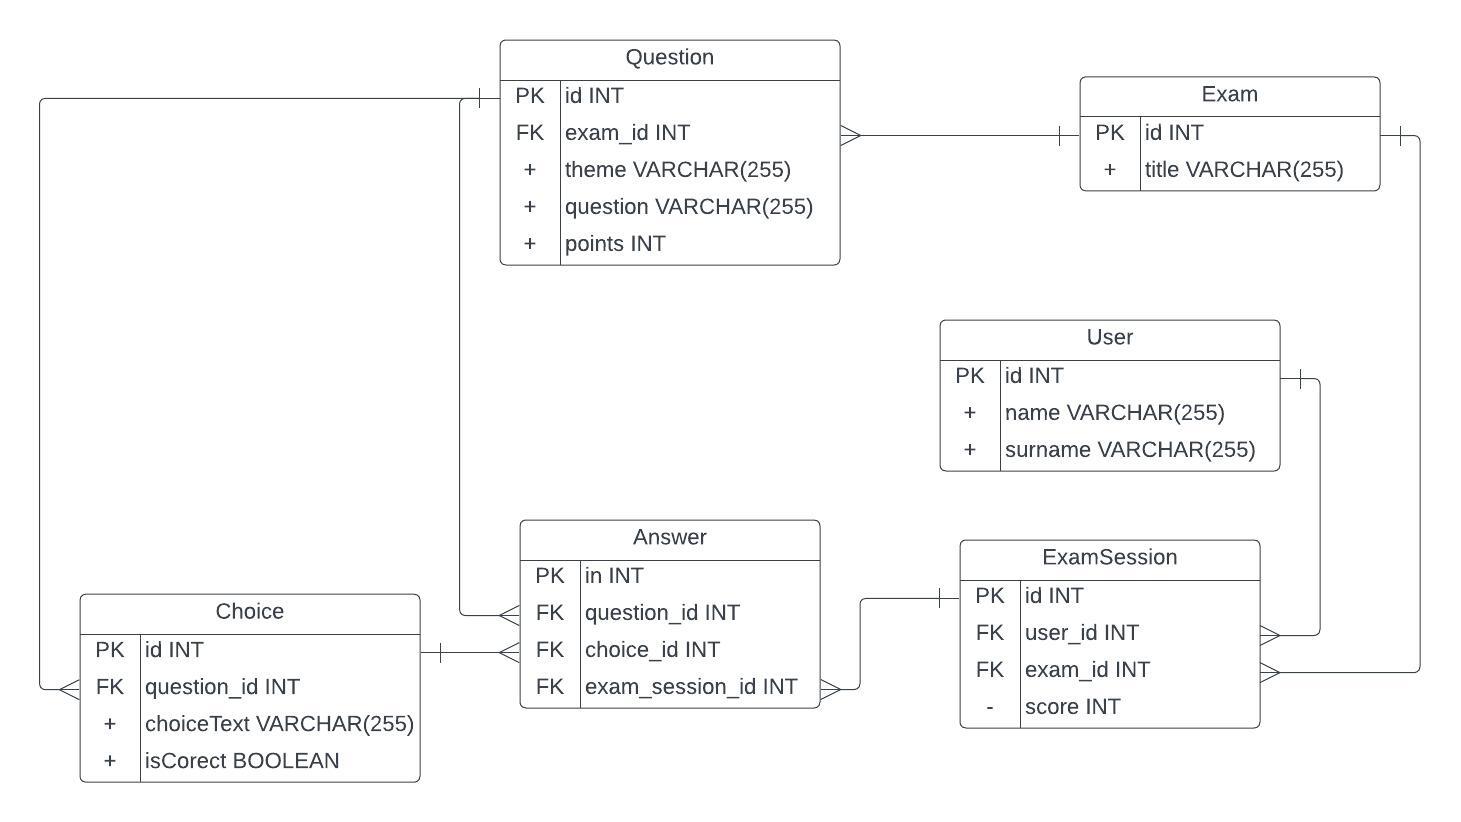 Question
PK id INT
FK exam_id INT
+ theme VARCHAR(255)
+ question VARCHAR(255)
+ points INT
Exam
PK id INT
+ title VARCHAR(255)
User
PK id INT
+ name VARCHAR(255)
+ surname VARCHAR(255)
Answer
PK in INT
FK question_id INT
FK choice_id INT
FK exam_session_id INT
ExamSession
PK id INT
FK user_id INT
FK exam_id INT
- score INT
Choice
PK id INT
FK question_id INT
+ choiceText VARCHAR(255)
+ isCorect BOOLEAN